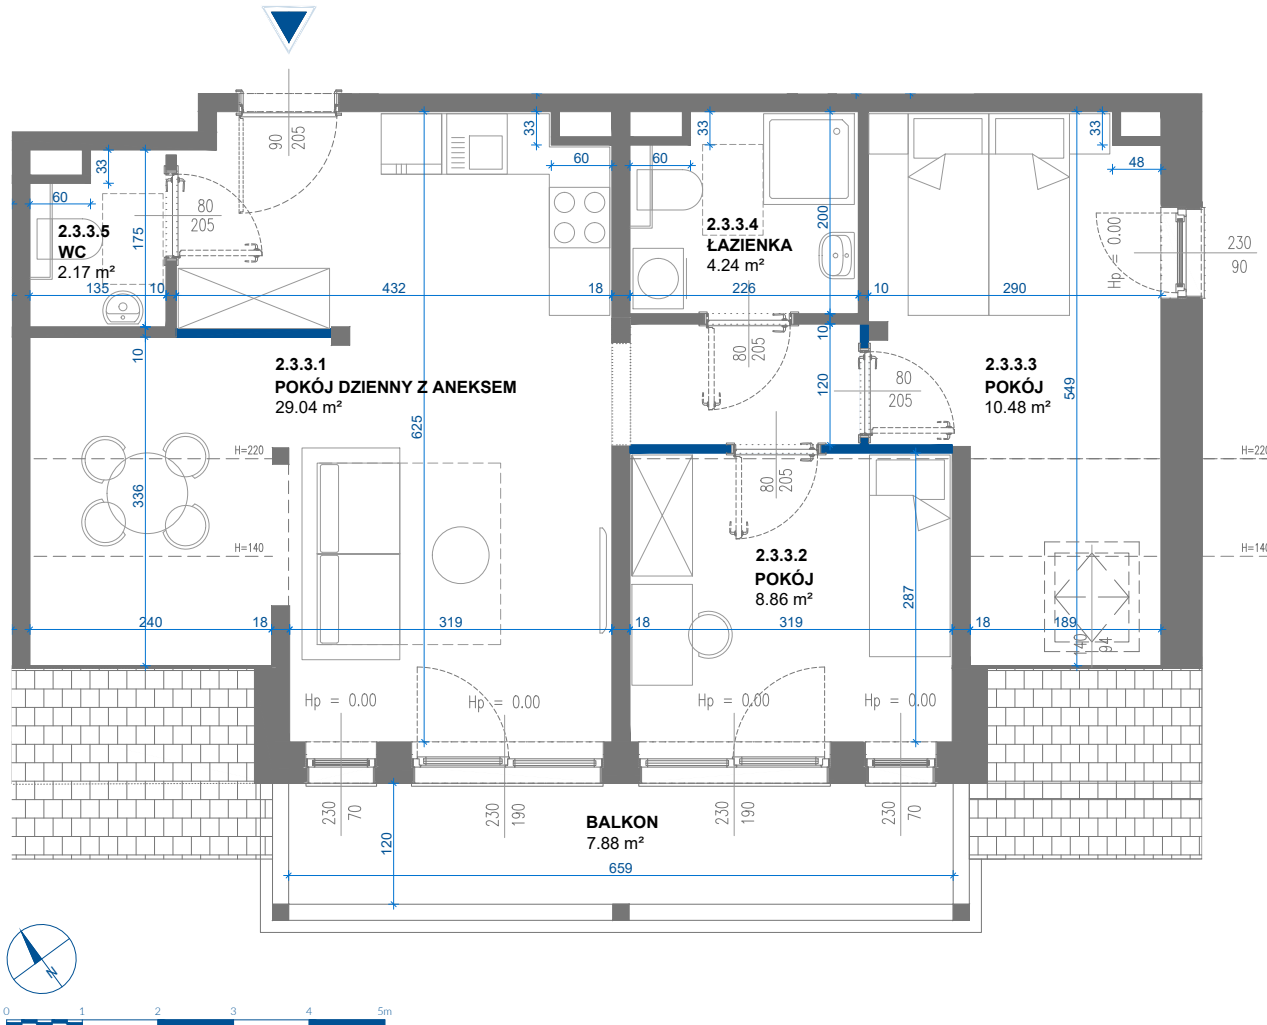 90
205
33
60
33
33
48
33
60
60
80
205
2.3.3.5
WC
2.17 m²
175
2.3.3.4
ŁAZIENKA
4.24 m²
200
Hp = 0.00
230
90
135
10
432
18
226
10
290
10
2.3.3.1
POKÓJ DZIENNY Z ANEKSEM
29.04 m²
625
80
205
10
120
80
205
2.3.3.3
POKÓJ
10.48 m²
549
H=220
H=220
336
80
205
H=140
H=140
2.3.3.2
POKÓJ
8.86 m²
287
240
18
319
18
319
18
189
140
94
Hp = 0.00
Hp = 0.00
Hp = 0.00
Hp = 0.00
230
70
230
190
230
190
230
70
BALKON
7.88 m²
120
659
N
0 1 2 3 4 5m